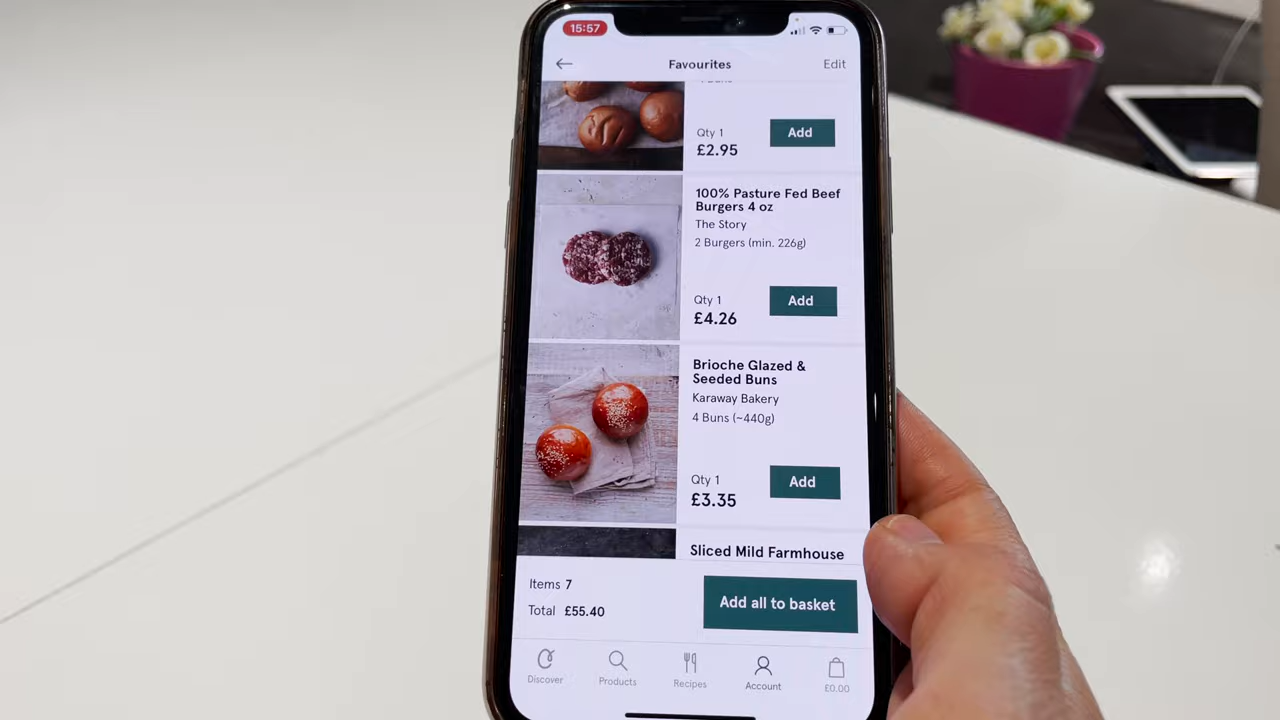 15:57
Favourites
Edit
Qty 1
£2.95
Add
100% Pasture Fed Beef
Burgers 4 oz
The Story
2 Burgers (min. 226g)
Qty 1
£4.26
Add
Brioche Glazed &
Seeded Buns
Karaway Bakery
4 Buns (~440g)
Qty 1
£3.35
Add
Sliced Mild Farmhouse
Items 7
Total £55.40
Add all to basket
Discover
Products
Recipes
Account
£0.00